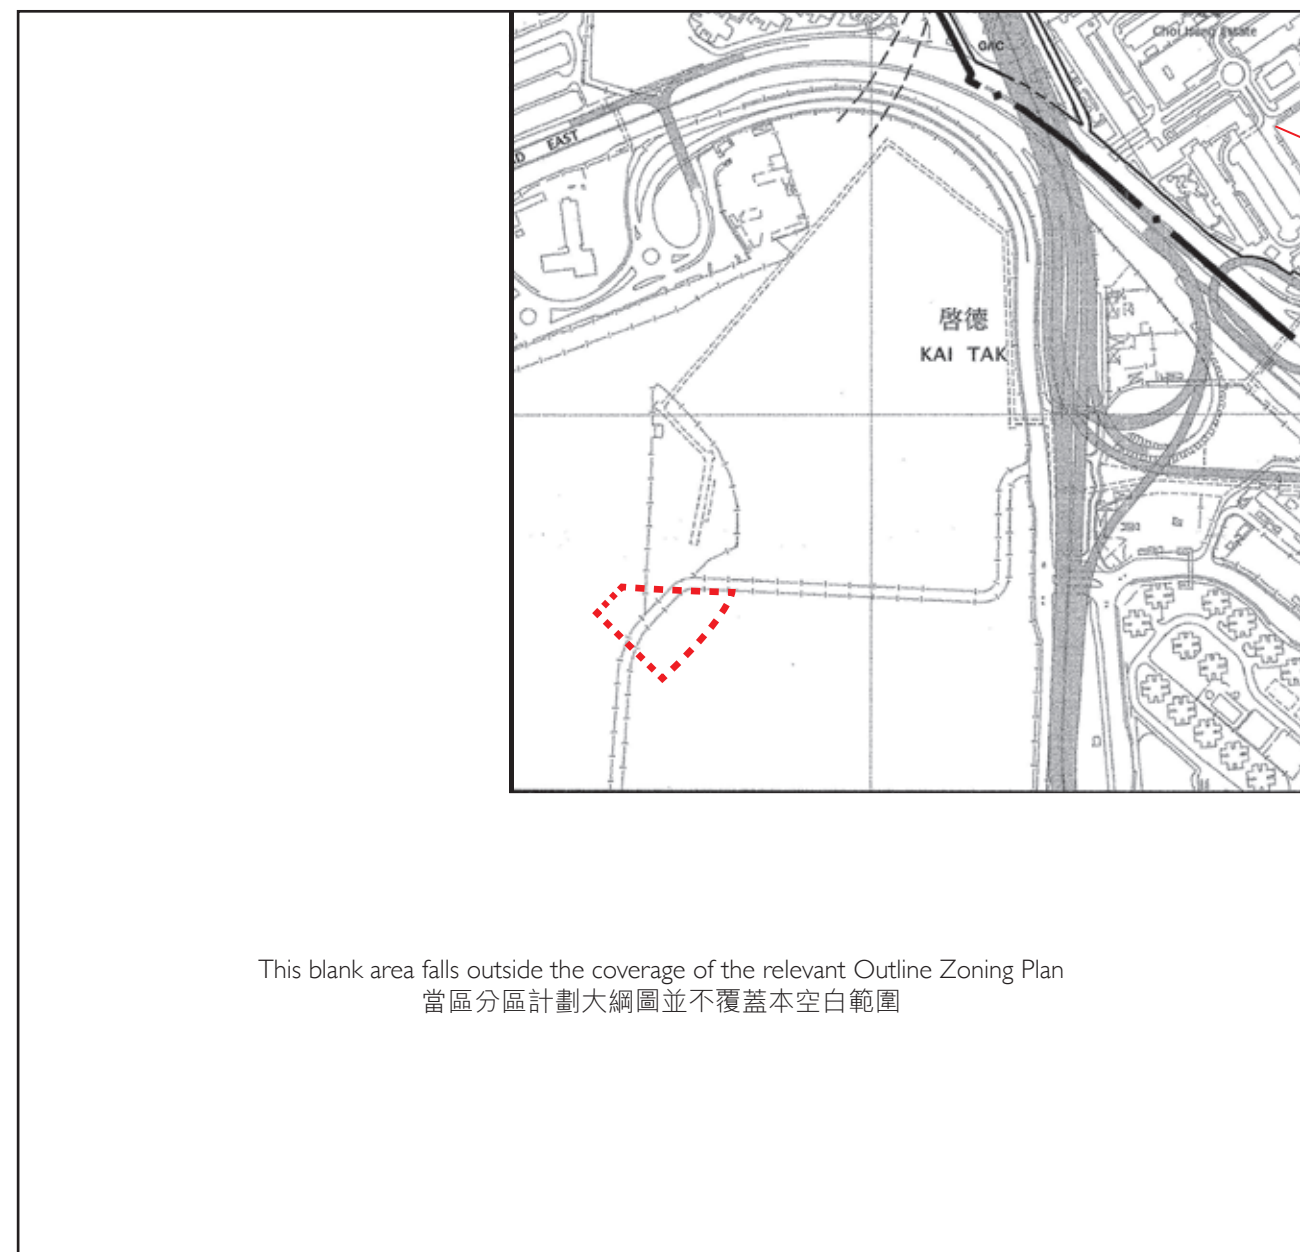 Choi Hung Estate
G/IC
D EAST
啓德
KAI TAK
This blank area falls outside the coverage of the relevant Outline Zoning Plan
當區分區計劃大綱圖並不覆蓋本空白範圍